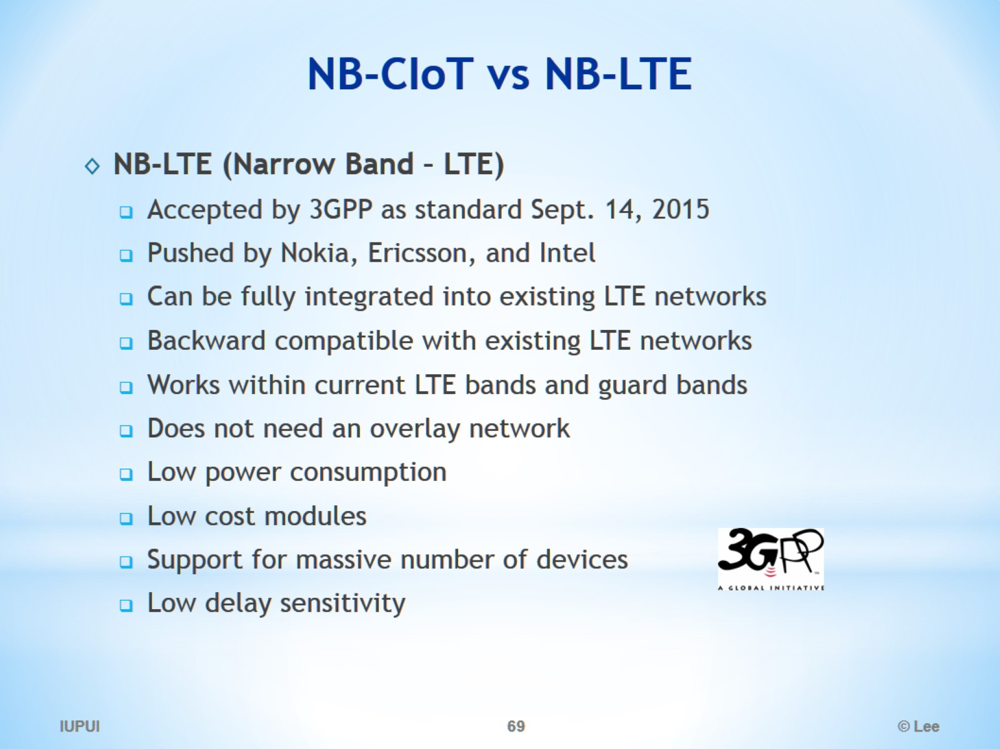 NB-CIoT vs NB-LTE
NB-LTE (Narrow Band – LTE)
Accepted by 3GPP as standard Sept. 14, 2015
Pushed by Nokia, Ericsson, and Intel
Can be fully integrated into existing LTE networks
Backward compatible with existing LTE networks
Works within current LTE bands and guard bands
Does not need an overlay network
Low power consumption
Low cost modules
Support for massive number of devices
Low delay sensitivity
3GPP™
A GLOBAL INITIATIVE
IUPUI
69
© Lee